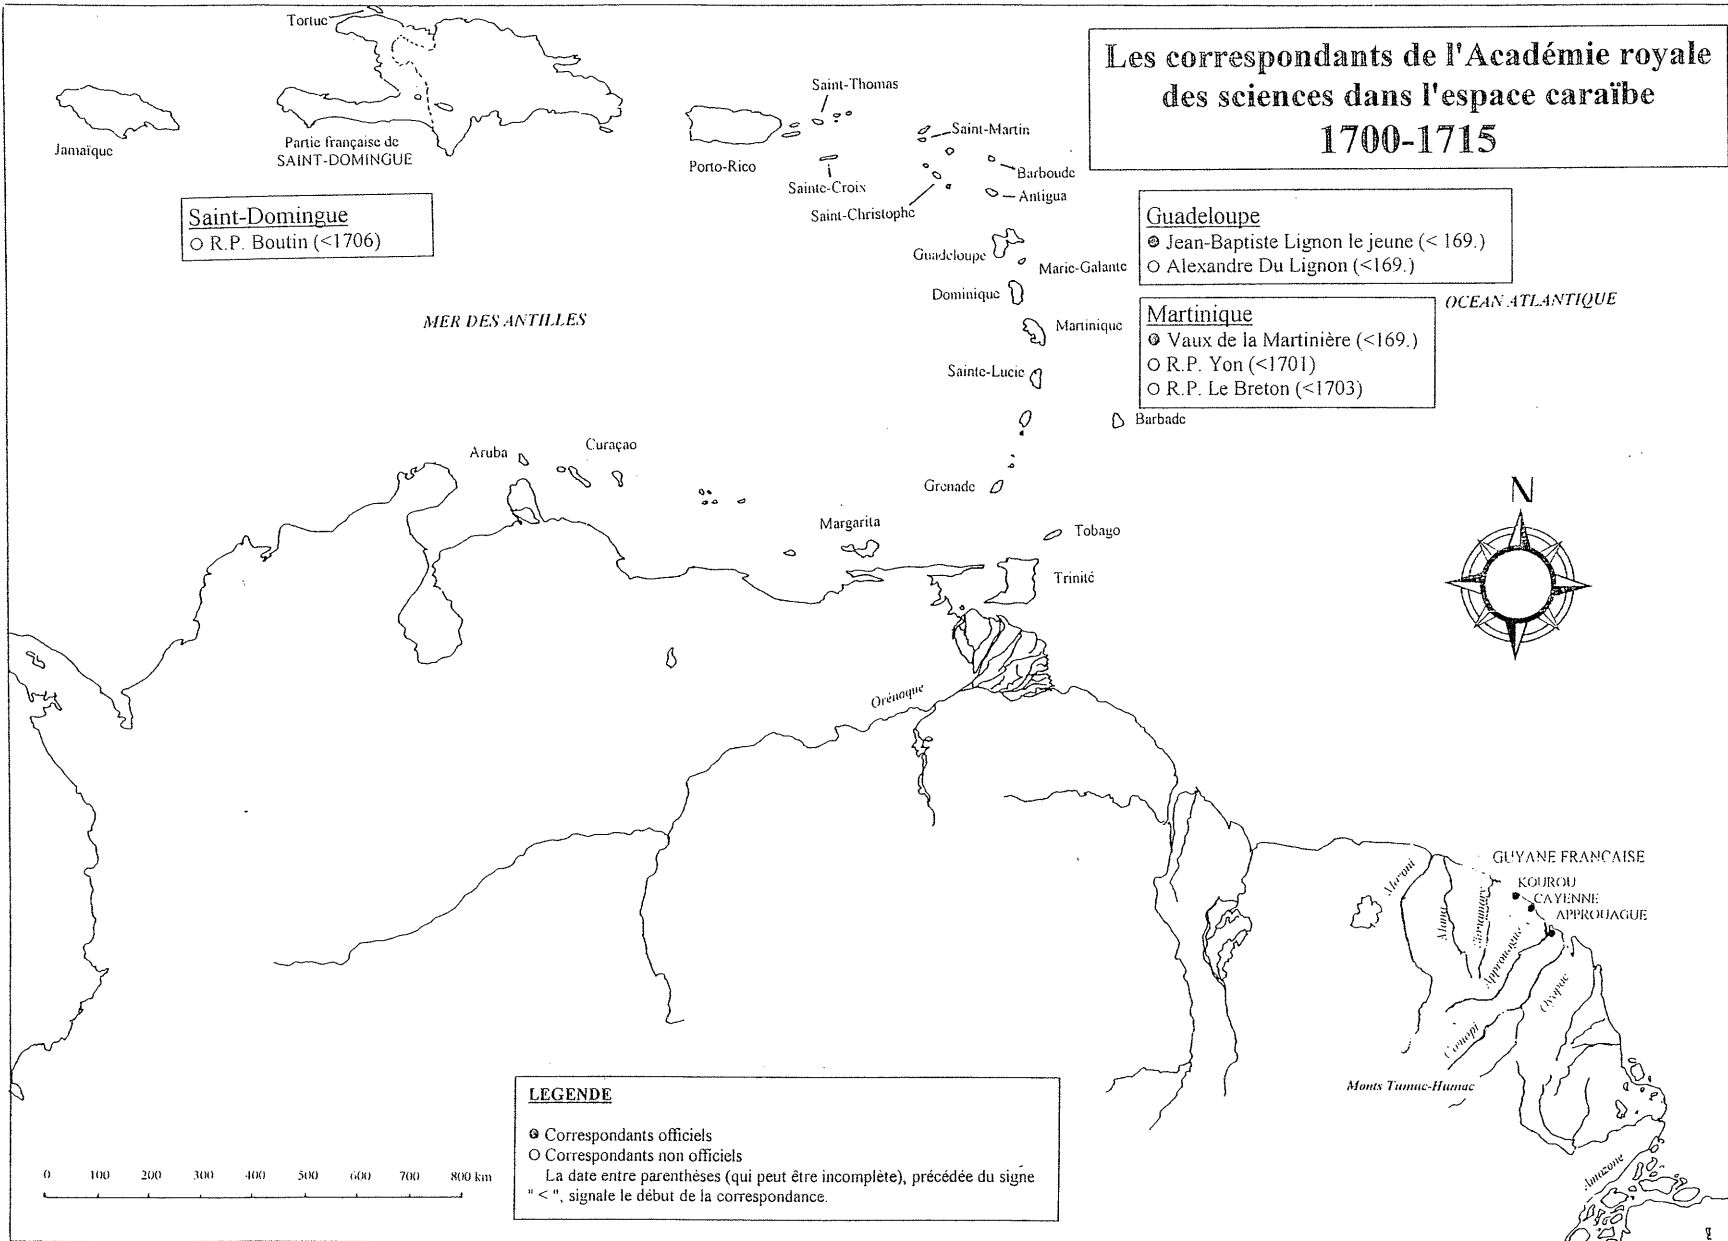 Les correspondants de l'Académie royale
des sciences dans l'espace caraïbe
1700-1715
Tortue
Jamaïque
Partie française de
SAINT-DOMINGUE
Porto-Rico
Saint-Thomas
Sainte-Croix
Saint-Martin
Barboude
Antigua
Saint-Christophe
Saint-Domingue
○ R.P. Boutin (<1706)
Guadeloupe
Marie-Galante
Dominique
Martinique
Sainte-Lucie
Barbade
Grenade
Tobago
Trinité
Margarita
Curaçao
Aruba
MER DES ANTILLES
OCEAN ATLANTIQUE
Guadeloupe
● Jean-Baptiste Lignon le jeune (< 169.)
○ Alexandre Du Lignon (<169.)
Martinique
● Vaux de la Martinière (<169.)
○ R.P. Yon (<1701)
○ R.P. Le Breton (<1703)
N
Orénoque
GUYANE FRANCAISE
KOUROU
CAYENNE
APPROUAGUE
Maroni
Mana
Sinnamary
Approuague
Oyapac
Camopi
Monts Tumuc-Humac
Amazone
LEGENDE
● Correspondants officiels
○ Correspondants non officiels
La date entre parenthèses (qui peut être incomplète), précédée du signe
" < ", signale le début de la correspondance.
0 100 200 300 400 500 600 700 800 km